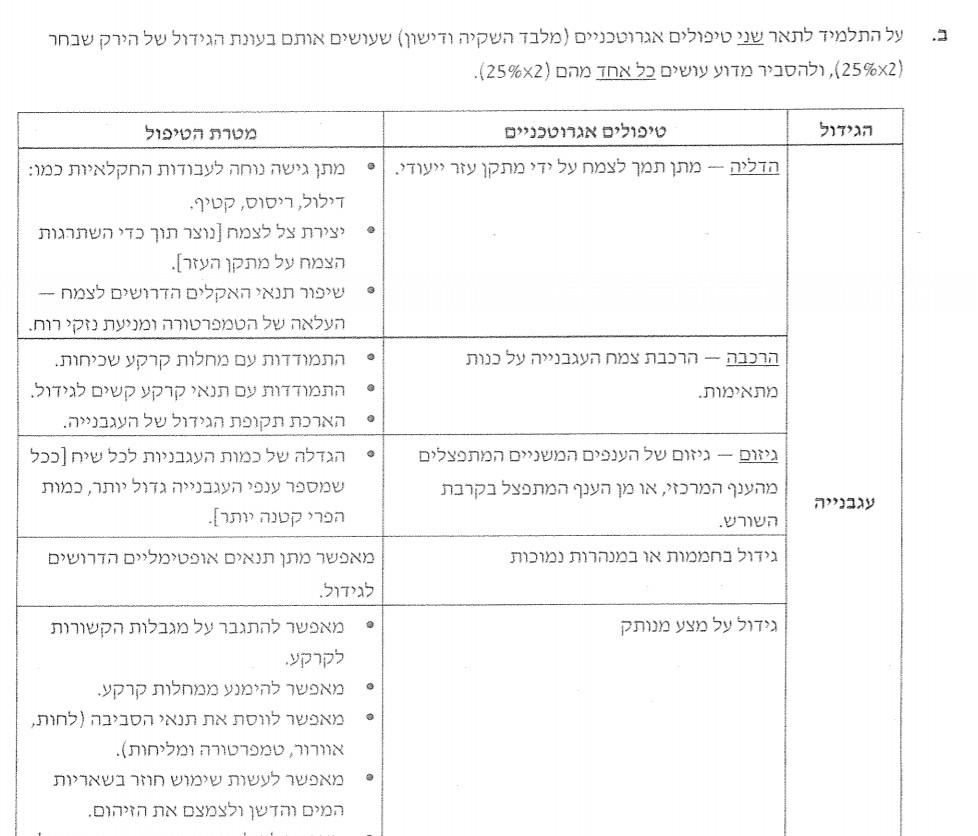 ב. על התלמיד לתאר שני טיפולים אגרוטכניים (מלבד השקיה ודישון) שעושים אותם בעונת הגידול של הירק שבחר
(25%x2), ולהסביר מדוע עושים כל אחד מהם (25%x2).
הגידול
טיפולים אגרוטכניים
מטרת הטיפול
עגבנייה
הדליה – מתן תמך לצמח על ידי מתקן עזר ייעודי.
• מתן גישה נוחה לעבודות החקלאיות כמו:
דילול, ריסוס, קטיף.
• יצירת צל לצמח [נוצר תוך כדי השתרגות
הצמח על מתקן העזר].
• שיפור תנאי האקלים הדרושים לצמח –
העלאה של הטמפרטורה ומניעת נזקי רוח.
הרכבה – הרכבת צמח העגבנייה על כנות
מתאימות.
• התמודדות עם מחלות קרקע שכיחות.
• התמודדות עם תנאי קרקע קשים לגידול.
• הארכת תקופת הגידול של העגבנייה.
גיזום – גיזום של הענפים המשניים המתפצלים
מהענף המרכזי, או מן הענף המתפצל בקרבת
השורש.
• הגדלה של כמות העגבניות לכל שיח [ככל
שמספר ענפי העגבנייה גדול יותר, כמות
הפרי קטנה יותר].
גידול בחממות או במנהרות נמוכות
מאפשר מתן תנאים אופטימליים הדרושים
לגידול.
גידול על מצע מנותק
• מאפשר להתגבר על מגבלות הקשורות
לקרקע.
• מאפשר להימנע ממחלות קרקע.
• מאפשר לווסת את תנאי הסביבה (לחות,
אוורור, טמפרטורה ומליחות).
• מאפשר לעשות שימוש חוזר בשאריות
המים והדשן ולצמצם את הזיהום.